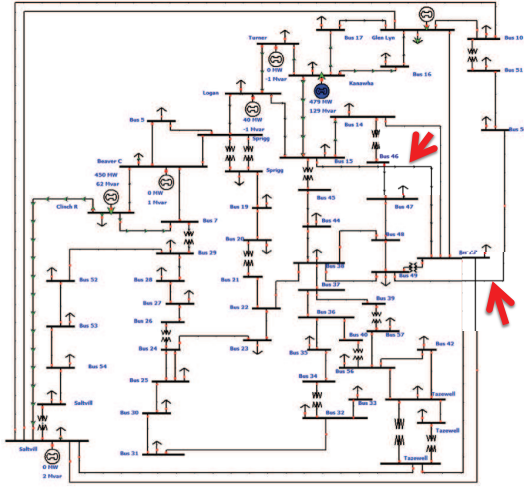 Turner
Bus 17
Glen Lyn
Bus 10
0 MW
-1 Mvar
Kanawha
Bus 16
Bus 51
Logan
479 MW
129 Mvar
40 MW
-1 Mvar
Bus 5
Bus 14
Sprigg
Bus 15
Bus 46
Beaver C
450 MW
62 Mvar
Sprigg
0 MW
1 Mvar
Bus 45
Bus 47
Clinch R
Bus 19
Bus 7
Bus 44
Bus 48
Bus 20
Bus 29
Bus 38
Bus 49
Bus 52
Bus 28
Bus 21
Bus 37
Bus 27
Bus 39
Bus 22
Bus 36
Bus 53
Bus 26
Bus 40
Bus 57
Bus 24
Bus 23
Bus 35
Bus 42
Bus 54
Bus 56
Bus 25
Bus 34
Tazewell
Saltvill
Bus 33
Bus 30
Bus 32
Tazewell
Saltvill
Bus 31
Tazewell
0 MW
3 Mvar